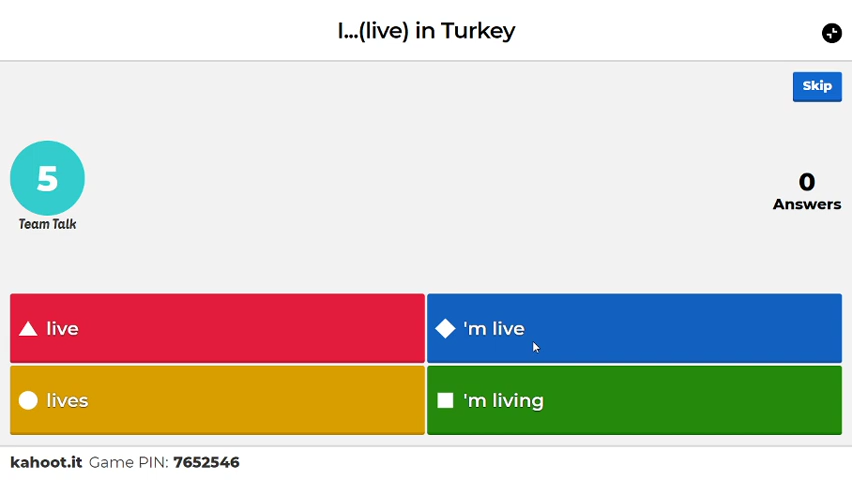 I...(live) in Turkey
Skip
5
Team Talk
0
Answers
live
'm live
lives
'm living
kahoot.it Game PIN: 7652546